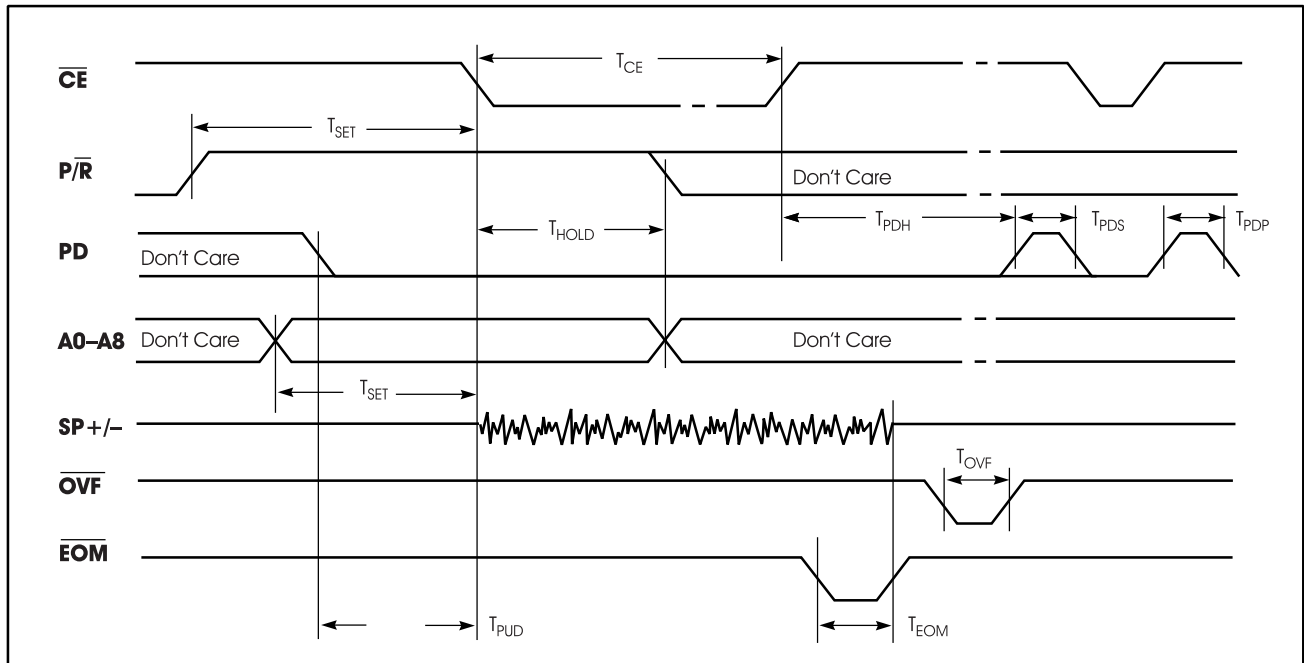 CE
T_CE
T_SET
P/R
Don't Care
T_HOLD
T_PDH
T_PDS
T_PDP
PD
Don't Care
A0–A8
Don't Care
Don't Care
T_SET
SP+/–
T_OVF
OVF
EOM
T_PUD
T_EOM